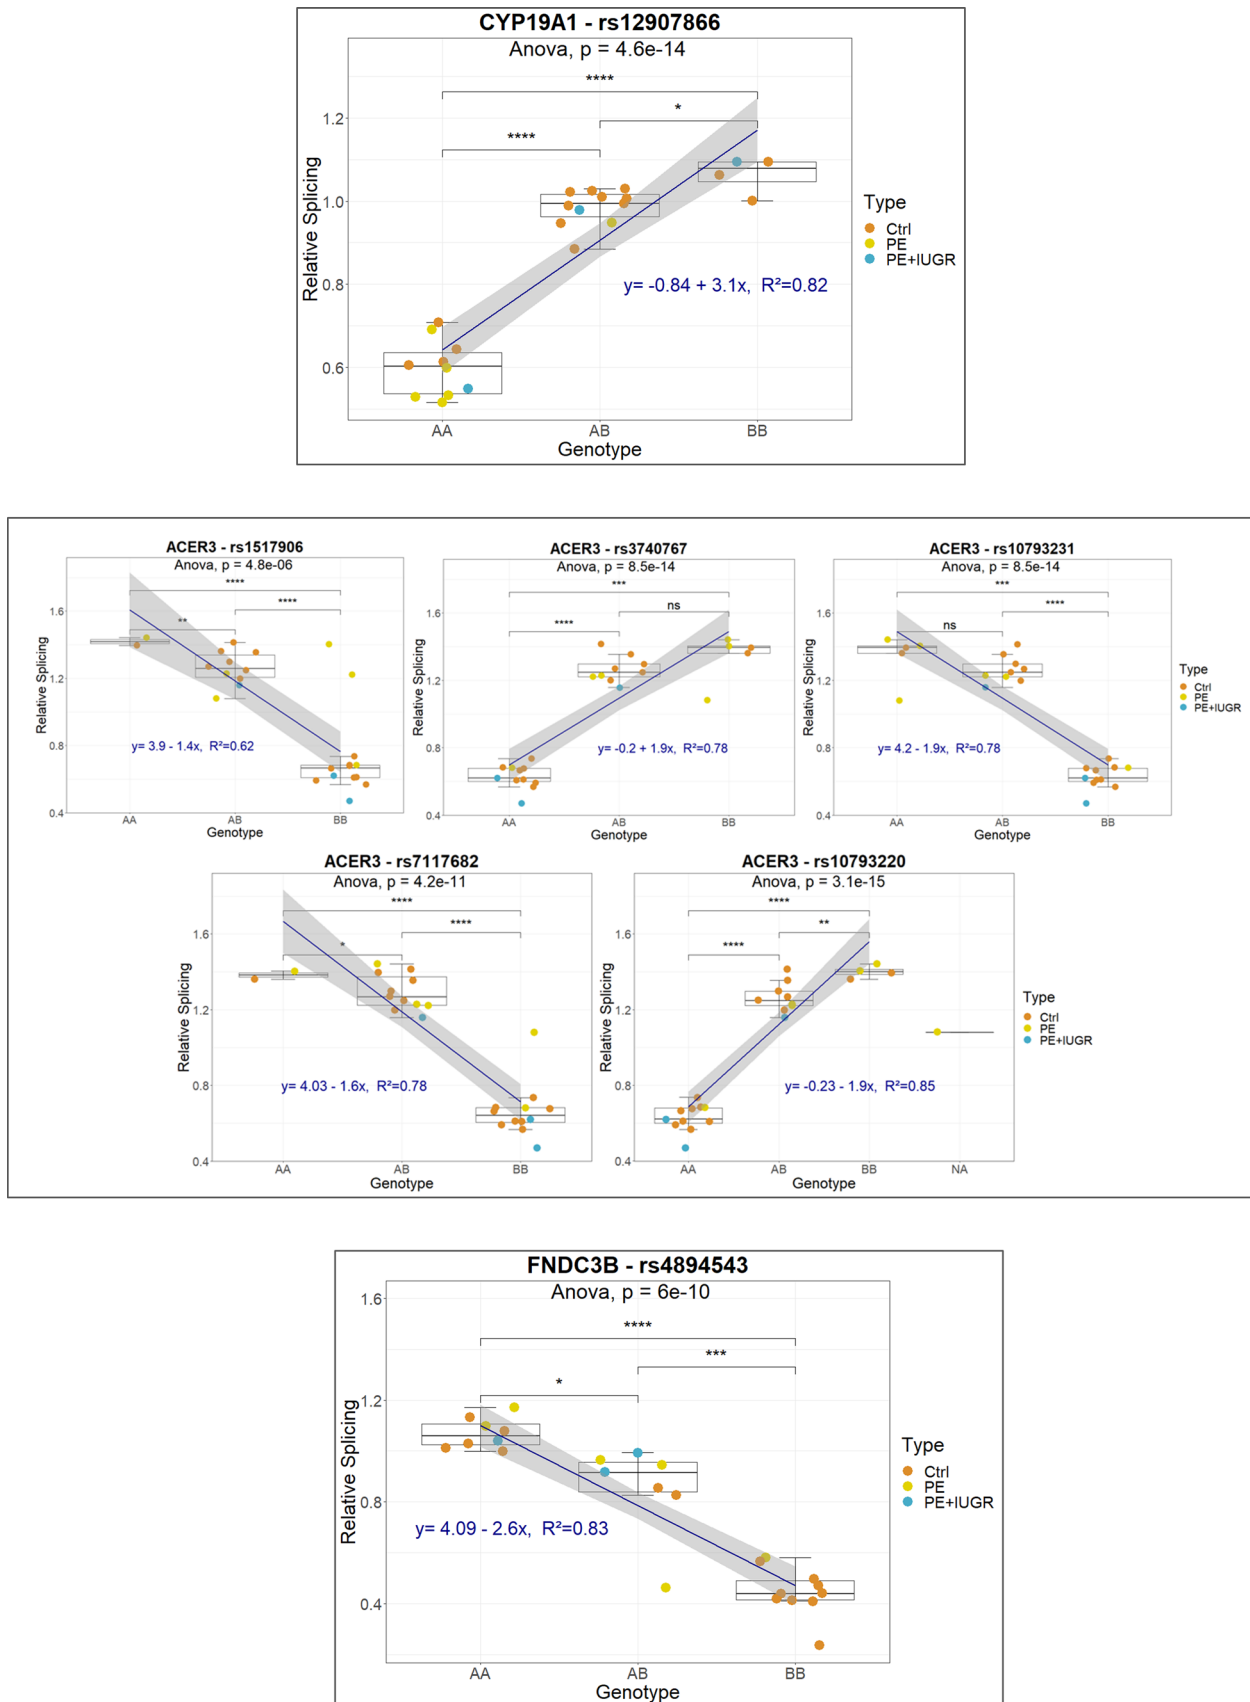 CYP19A1 - rs12907866
Anova, p = 4.6e-14
****
*
****
1.2
1.0
0.8
0.6
Relative Splicing
y= -0.84 + 3.1x, R²=0.82
AA AB BB
Genotype
Type
Ctrl
PE
PE+IUGR
ACER3 - rs1517906
Anova, p = 4.8e-06
****
****
**
1.6
1.2
0.8
0.4
Relative Splicing
y= 3.9 - 1.4x, R²=0.62
AA AB BB
Genotype
ACER3 - rs3740767
Anova, p = 8.5e-14
***
ns
****
1.6
1.2
0.8
0.4
Relative Splicing
y= -0.2 + 1.9x, R²=0.78
AA AB BB
Genotype
ACER3 - rs10793231
Anova, p = 8.5e-14
***
****
ns
1.6
1.2
0.8
0.4
Relative Splicing
y= 4.2 - 1.9x, R²=0.78
AA AB BB
Genotype
Type
Ctrl
PE
PE+IUGR
ACER3 - rs7117682
Anova, p = 4.2e-11
****
****
*
1.6
1.2
0.8
0.4
Relative Splicing
y= 4.03 - 1.6x, R²=0.78
AA AB BB
Genotype
ACER3 - rs10793220
Anova, p = 3.1e-15
****
**
****
1.6
1.2
0.8
0.4
Relative Splicing
y= -0.23 - 1.9x, R²=0.85
AA AB BB NA
Genotype
Type
Ctrl
PE
PE+IUGR
FNDC3B - rs4894543
Anova, p = 6e-10
****
***
*
1.6
1.2
0.8
0.4
Relative Splicing
y= 4.09 - 2.6x, R²=0.83
AA AB BB
Genotype
Type
Ctrl
PE
PE+IUGR